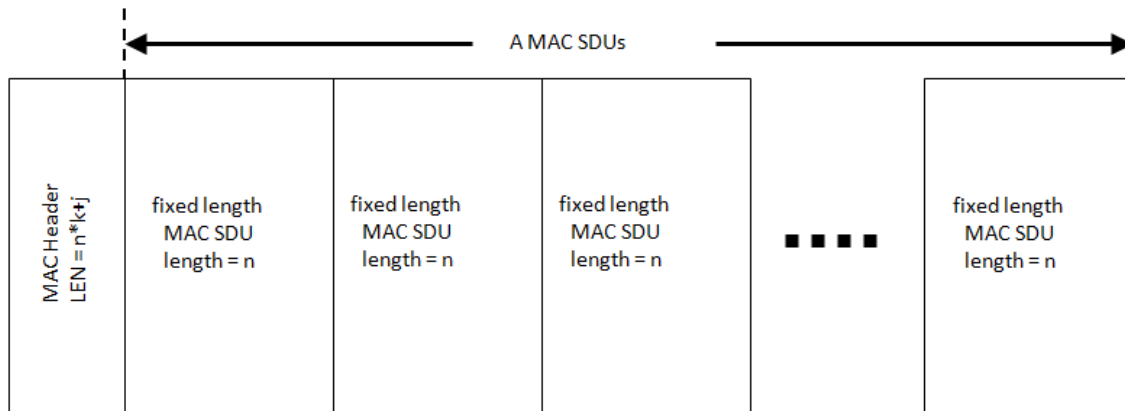 A MAC SDUs
MAC Header
LEN = n*k+j
fixed length
MAC SDU
length = n
fixed length
MAC SDU
length = n
fixed length
MAC SDU
length = n
fixed length
MAC SDU
length = n